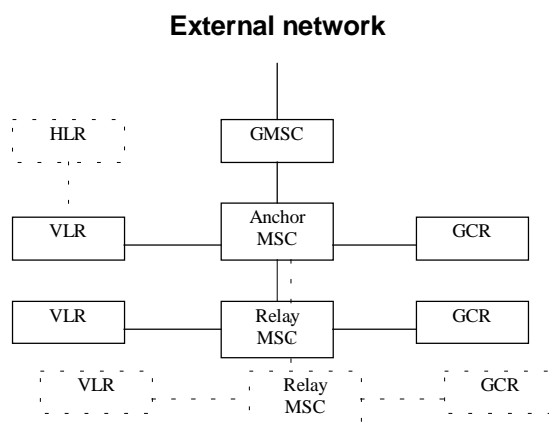 External network
HLR
GMSC
VLR
Anchor
MSC
GCR
VLR
Relay
MSC
GCR
VLR
Relay
MSC
GCR